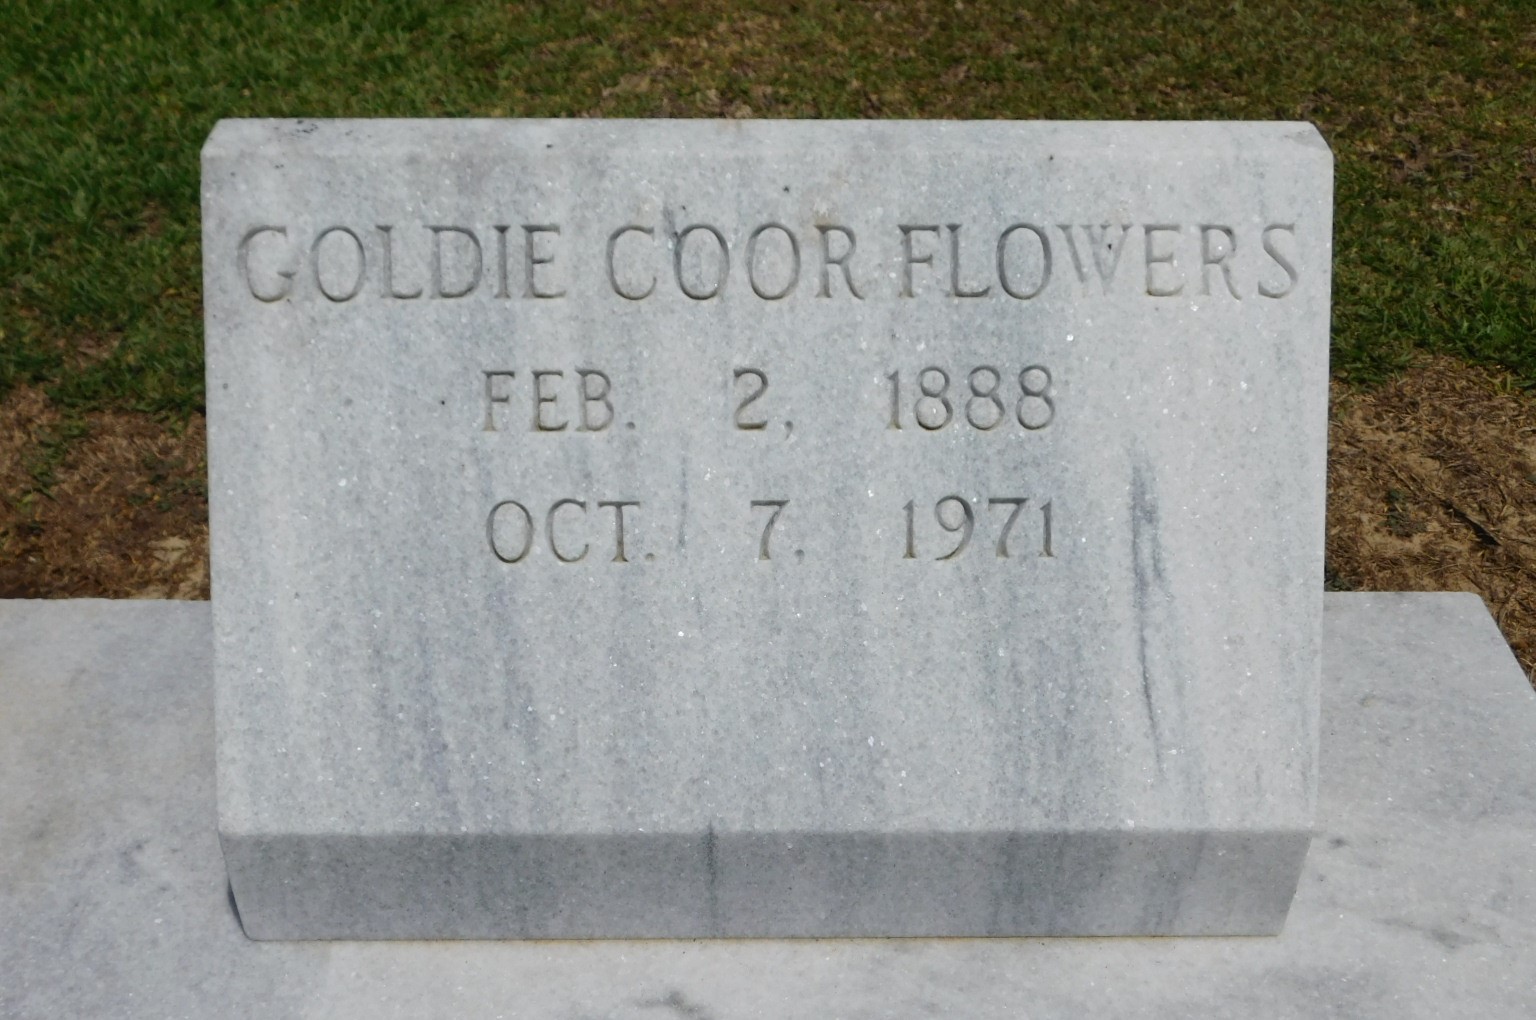 GOLDIE COOR FLOWERS
FEB. 2, 1888
OCT. 7. 1971